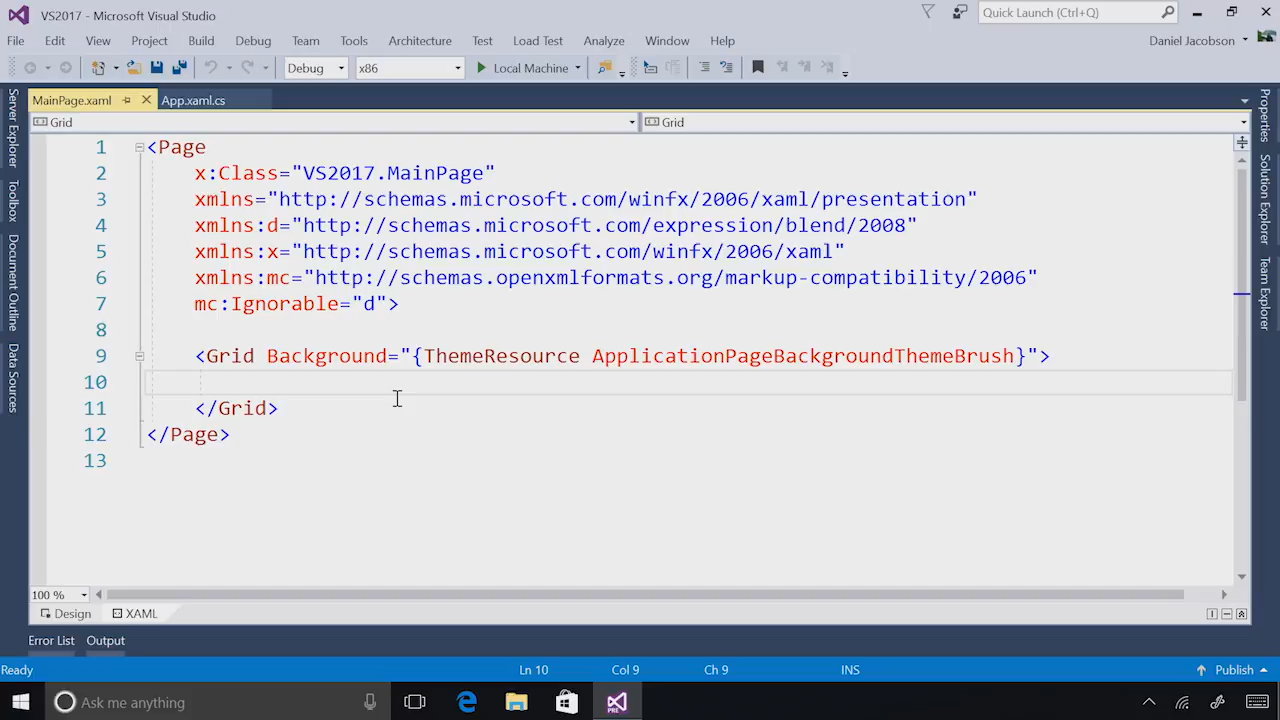 VS2017 - Microsoft Visual Studio
Quick Launch (Ctrl+Q)
File Edit View Project Build Debug Team Tools Architecture Test Load Test Analyze Window Help
Daniel Jacobson
Debug x86 Local Machine
MainPage.xaml App.xaml.cs
Grid Grid
Server Explorer
Toolbox
Document Outline
Data Sources
1 <Page
2 x:Class="VS2017.MainPage"
3 xmlns="http://schemas.microsoft.com/winfx/2006/xaml/presentation"
4 xmlns:d="http://schemas.microsoft.com/expression/blend/2008"
5 xmlns:x="http://schemas.microsoft.com/winfx/2006/xaml"
6 xmlns:mc="http://schemas.openxmlformats.org/markup-compatibility/2006"
7 mc:Ignorable="d">
8
9 <Grid Background="{ThemeResource ApplicationPageBackgroundThemeBrush}">
10
11 </Grid>
12 </Page>
13
Properties
Solution Explorer
Team Explorer
100 %
Design XAML
Error List Output
Ready Ln 10 Col 9 Ch 9 INS Publish
Ask me anything
PRE